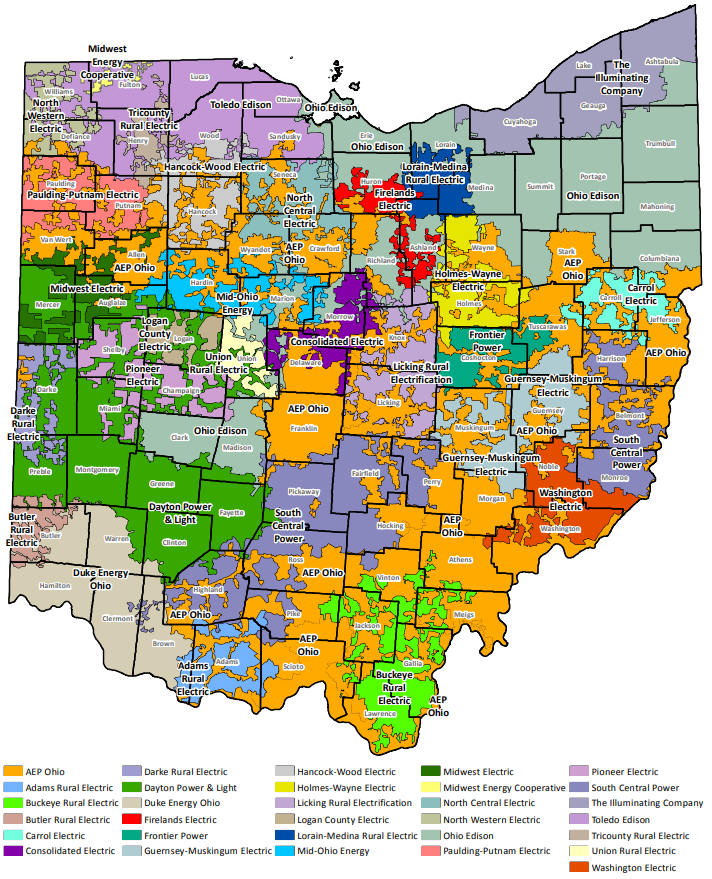 Midwest
Energy
Cooperative
Williams
Fulton
Lucas
Ottawa
Toledo Edison
Ohio Edison
Lake
Ashtabula
The
Illuminating
Company
Geauga
Cuyahoga
North
Western
Electric
Tricounty
Rural Electric
Defiance
Henry
Wood
Sandusky
Erie
Ohio Edison
Lorain
Trumbull
Hancock-Wood Electric
Seneca
Huron
Lorain-Medina
Rural Electric
Medina
Summit
Portage
Ohio Edison
Mahoning
Paulding
Paulding-Putnam Electric
Putnam
Hancock
North
Central
Electric
Firelands
Electric
Van Wert
Allen
AEP Ohio
Wyandot
AEP
Ohio
Crawford
Richland
Ashland
Wayne
Stark
AEP
Ohio
Columbiana
Midwest Electric
Mercer
Auglaize
Hardin
Mid-Ohio
Energy
Marion
Morrow
Holmes-Wayne
Electric
Holmes
Carroll
Carrol
Electric
Jefferson
Logan
County
Electric
Logan
Shelby
Union
Rural Electric
Union
Consolidated Electric
Delaware
Knox
Frontier
Power
Coshocton
Tuscarawas
Harrison
AEP Ohio
Pioneer
Electric
Darke
Champaign
Miami
Licking Rural
Electrification
Licking
Guernsey-Muskingum
Electric
Guernsey
Belmont
Darke
Rural
Electric
Ohio Edison
Clark
Madison
AEP Ohio
Franklin
Muskingum
AEP Ohio
South
Central
Power
Monroe
Preble
Montgomery
Greene
Fayette
Pickaway
Fairfield
Perry
Guernsey-Muskingum
Electric
Morgan
Noble
Washington
Electric
Washington
Butler
Rural
Electric
Butler
Warren
Dayton Power
& Light
Clinton
South
Central
Power
Hocking
AEP
Ohio
Athens
Hamilton
Duke Energy
Ohio
Clermont
Highland
Ross
AEP Ohio
Vinton
Meigs
Brown
AEP Ohio
Pike
Jackson
Adams
Rural
Electric
Adams
AEP
Ohio
Scioto
Gallia
Buckeye
Rural
Electric
Lawrence
AEP
Ohio
AEP Ohio
Adams Rural Electric
Buckeye Rural Electric
Butler Rural Electric
Carrol Electric
Consolidated Electric
Darke Rural Electric
Dayton Power & Light
Duke Energy Ohio
Firelands Electric
Frontier Power
Guernsey-Muskingum Electric
Hancock-Wood Electric
Holmes-Wayne Electric
Licking Rural Electrification
Logan County Electric
Lorain-Medina Rural Electric
Mid-Ohio Energy
Midwest Electric
Midwest Energy Cooperative
North Central Electric
North Western Electric
Ohio Edison
Paulding-Putnam Electric
Pioneer Electric
South Central Power
The Illuminating Company
Toledo Edison
Tricounty Rural Electric
Union Rural Electric
Washington Electric